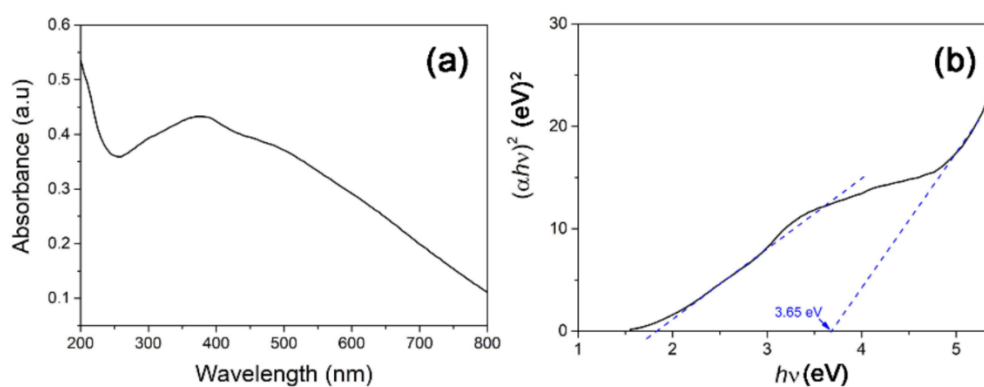 (a)
Absorbance (a.u)
0.6
0.5
0.4
0.3
0.2
0.1
200 300 400 500 600 700 800
Wavelength (nm)
(b)
(αhν)² (eV)²
30
20
10
0
3.65 eV
1 2 3 4 5
hν (eV)